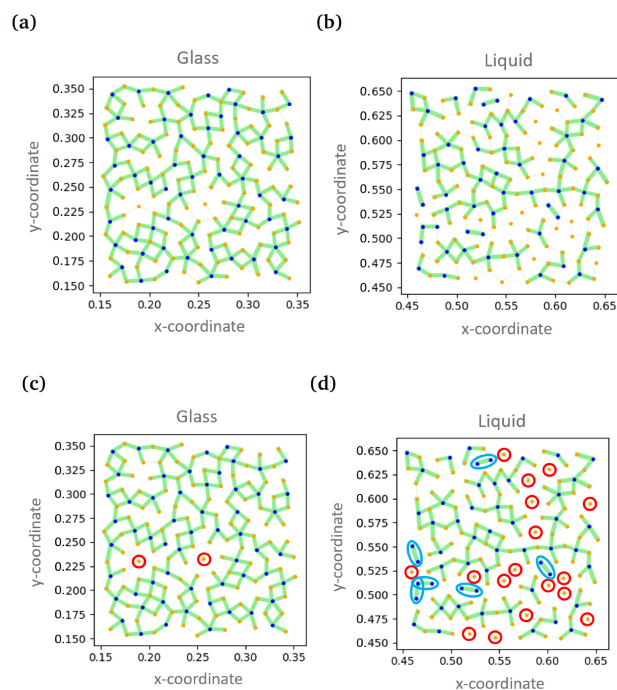 (a)
(b)
Glass
Liquid
y-coordinate
0.350
0.325
0.300
0.275
0.250
0.225
0.200
0.175
0.150
0.15 0.20 0.25 0.30 0.35
x-coordinate
y-coordinate
0.650
0.625
0.600
0.575
0.550
0.525
0.500
0.475
0.450
0.45 0.50 0.55 0.60 0.65
x-coordinate
(c)
(d)
Glass
Liquid
y-coordinate
0.350
0.325
0.300
0.275
0.250
0.225
0.200
0.175
0.150
0.15 0.20 0.25 0.30 0.35
x-coordinate
y-coordinate
0.650
0.625
0.600
0.575
0.550
0.525
0.500
0.475
0.450
0.45 0.50 0.55 0.60 0.65
x-coordinate